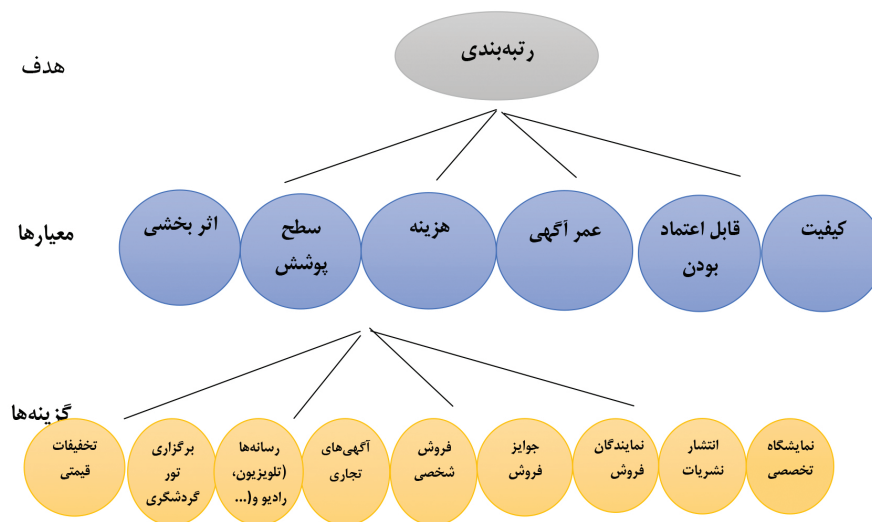 رتبه‌بندی
هدف
معیارها
کیفیت
قابل اعتماد
بودن
عمر آگهی
هزینه
سطح
پوشش
اثر بخشی
گزینه‌ها
نمایشگاه
تخصصی
انتشار
نشریات
نمایندگان
فروش
جوایز
فروش
فروش
شخصی
آگهی‌های
تجاری
رسانه‌ها
(تلویزیون،
رادیو و(...
برگزاری
تور
گردشگری
تخفیفات
قیمتی